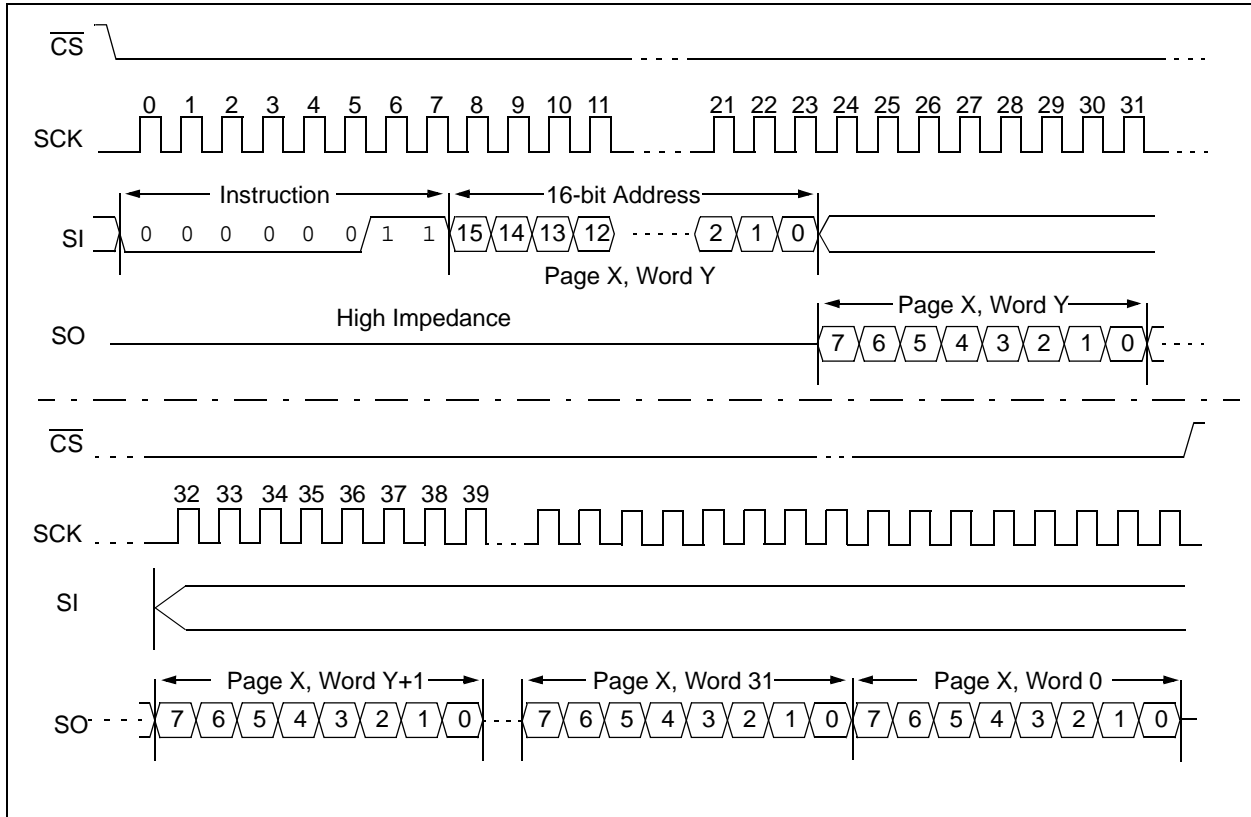 CS
0 1 2 3 4 5 6 7 8 9 10 11 21 22 23 24 25 26 27 28 29 30 31
SCK
Instruction 16-bit Address
SI 0 0 0 0 0 0 1 1 15 14 13 12 2 1 0
Page X, Word Y
Page X, Word Y
High Impedance
SO 7 6 5 4 3 2 1 0
CS
32 33 34 35 36 37 38 39
SCK
SI
Page X, Word Y+1 Page X, Word 31 Page X, Word 0
SO 7 6 5 4 3 2 1 0 7 6 5 4 3 2 1 0 7 6 5 4 3 2 1 0